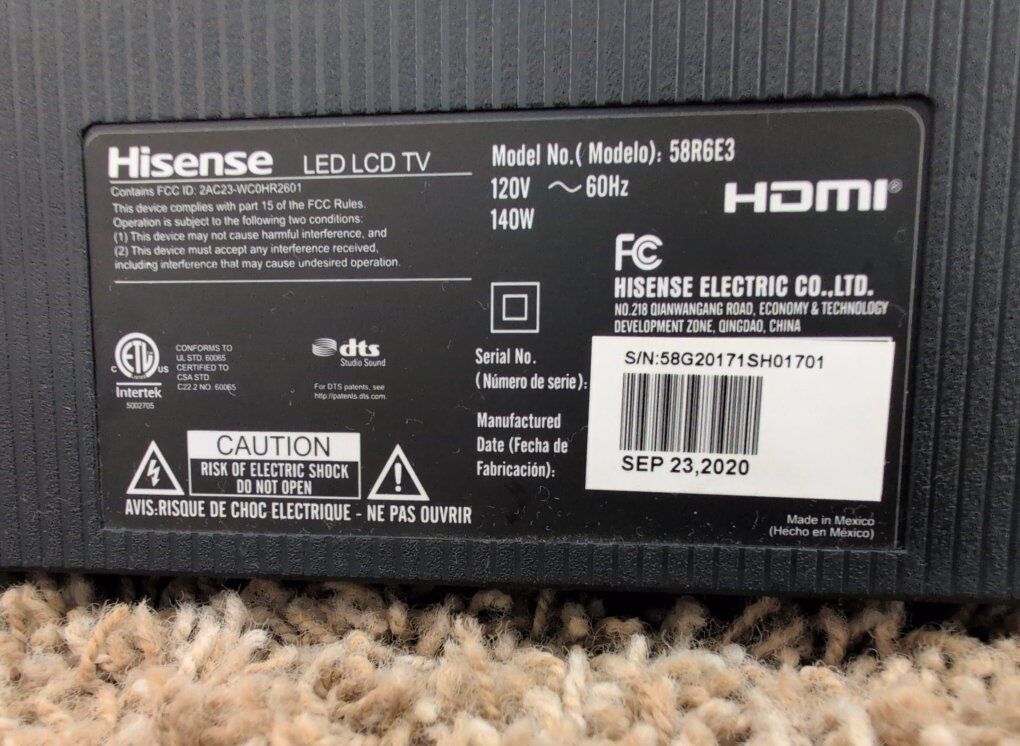 Hisense LED LCD TV
Contains FCC ID: 2AC23-WC0HR2601
This device complies with part 15 of the FCC Rules.
Operation is subject to the following two conditions:
(1) This device may not cause harmful interference, and
(2) This device must accept any interference received,
including interference that may cause undesired operation.
Model No.( Modelo): 58R6E3
120V ～ 60Hz
140W
HDMI®
FC
HISENSE ELECTRIC CO.,LTD.
NO.218 QIANWANGANG ROAD, ECONOMY & TECHNOLOGY
DEVELOPMENT ZONE, QINGDAO, CHINA
ETL
C US
Intertek
5002705
CONFORMS TO
UL STD. 60065
CERTIFIED TO
CSA STD
C22.2 NO. 60065
dts
Studio Sound
For DTS patents, see
http://patents.dts.com.
Serial No.
(Número de serie):
S/N:58G20171SH01701
Manufactured
Date (Fecha de
Fabricación):
SEP 23,2020
CAUTION
RISK OF ELECTRIC SHOCK
DO NOT OPEN
AVIS:RISQUE DE CHOC ELECTRIQUE - NE PAS OUVRIR
Made in Mexico
(Hecho en México)